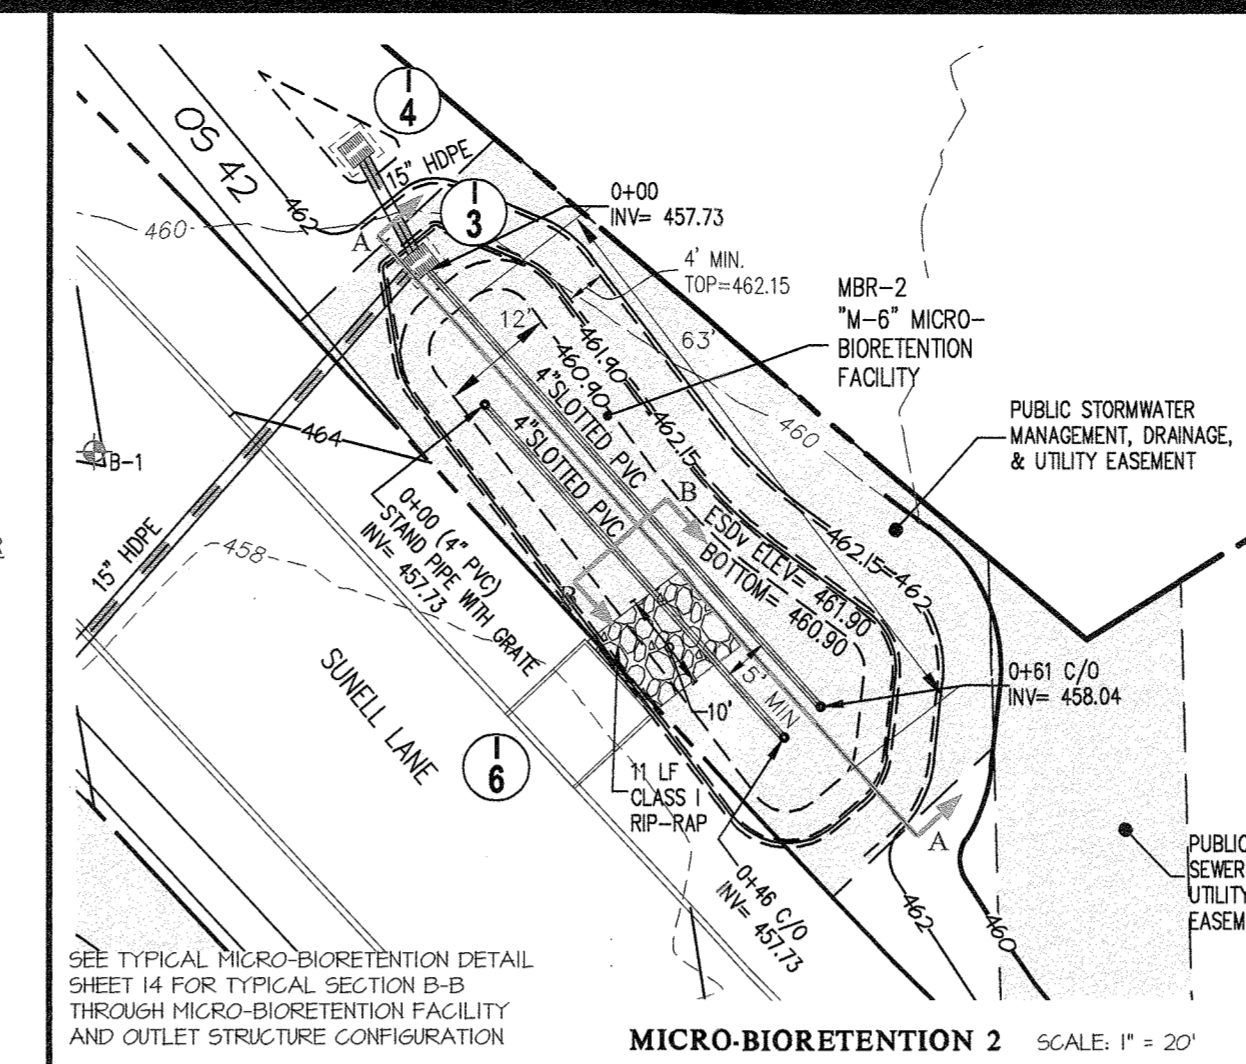 I
4
OS 42
15" HDPE
462
I
3
0+00
INV= 457.73
460
A
4' MIN.
TOP=462.15
MBR-2
"M-6" MICRO-
BIORETENTION
FACILITY
12'
461.90
460.90
63'
4" SLOTTED PVC
4" SLOTTED PVC
462.15
460
PUBLIC STORMWATER
MANAGEMENT, DRAINAGE,
& UTILITY EASEMENT
464
B-1
B
ESDv ELEV= 461.90
BOTTOM= 460.90
462.15=462
0+00 (4" PVC)
STAND PIPE WITH GRATE
INV= 457.73
15" HDPE
458
B
0+61 C/O
INV= 458.04
5' MIN
10'
SUNELL LANE
I
6
11 LF
CLASS I
RIP-RAP
A
PUBLIC
SEWER
UTILITY
EASEM
0+46 C/O
INV= 457.73
462
460
SEE TYPICAL MICRO-BIORETENTION DETAIL
SHEET 14 FOR TYPICAL SECTION B-B
THROUGH MICRO-BIORETENTION FACILITY
AND OUTLET STRUCTURE CONFIGURATION
MICRO-BIORETENTION 2 SCALE: 1" = 20'